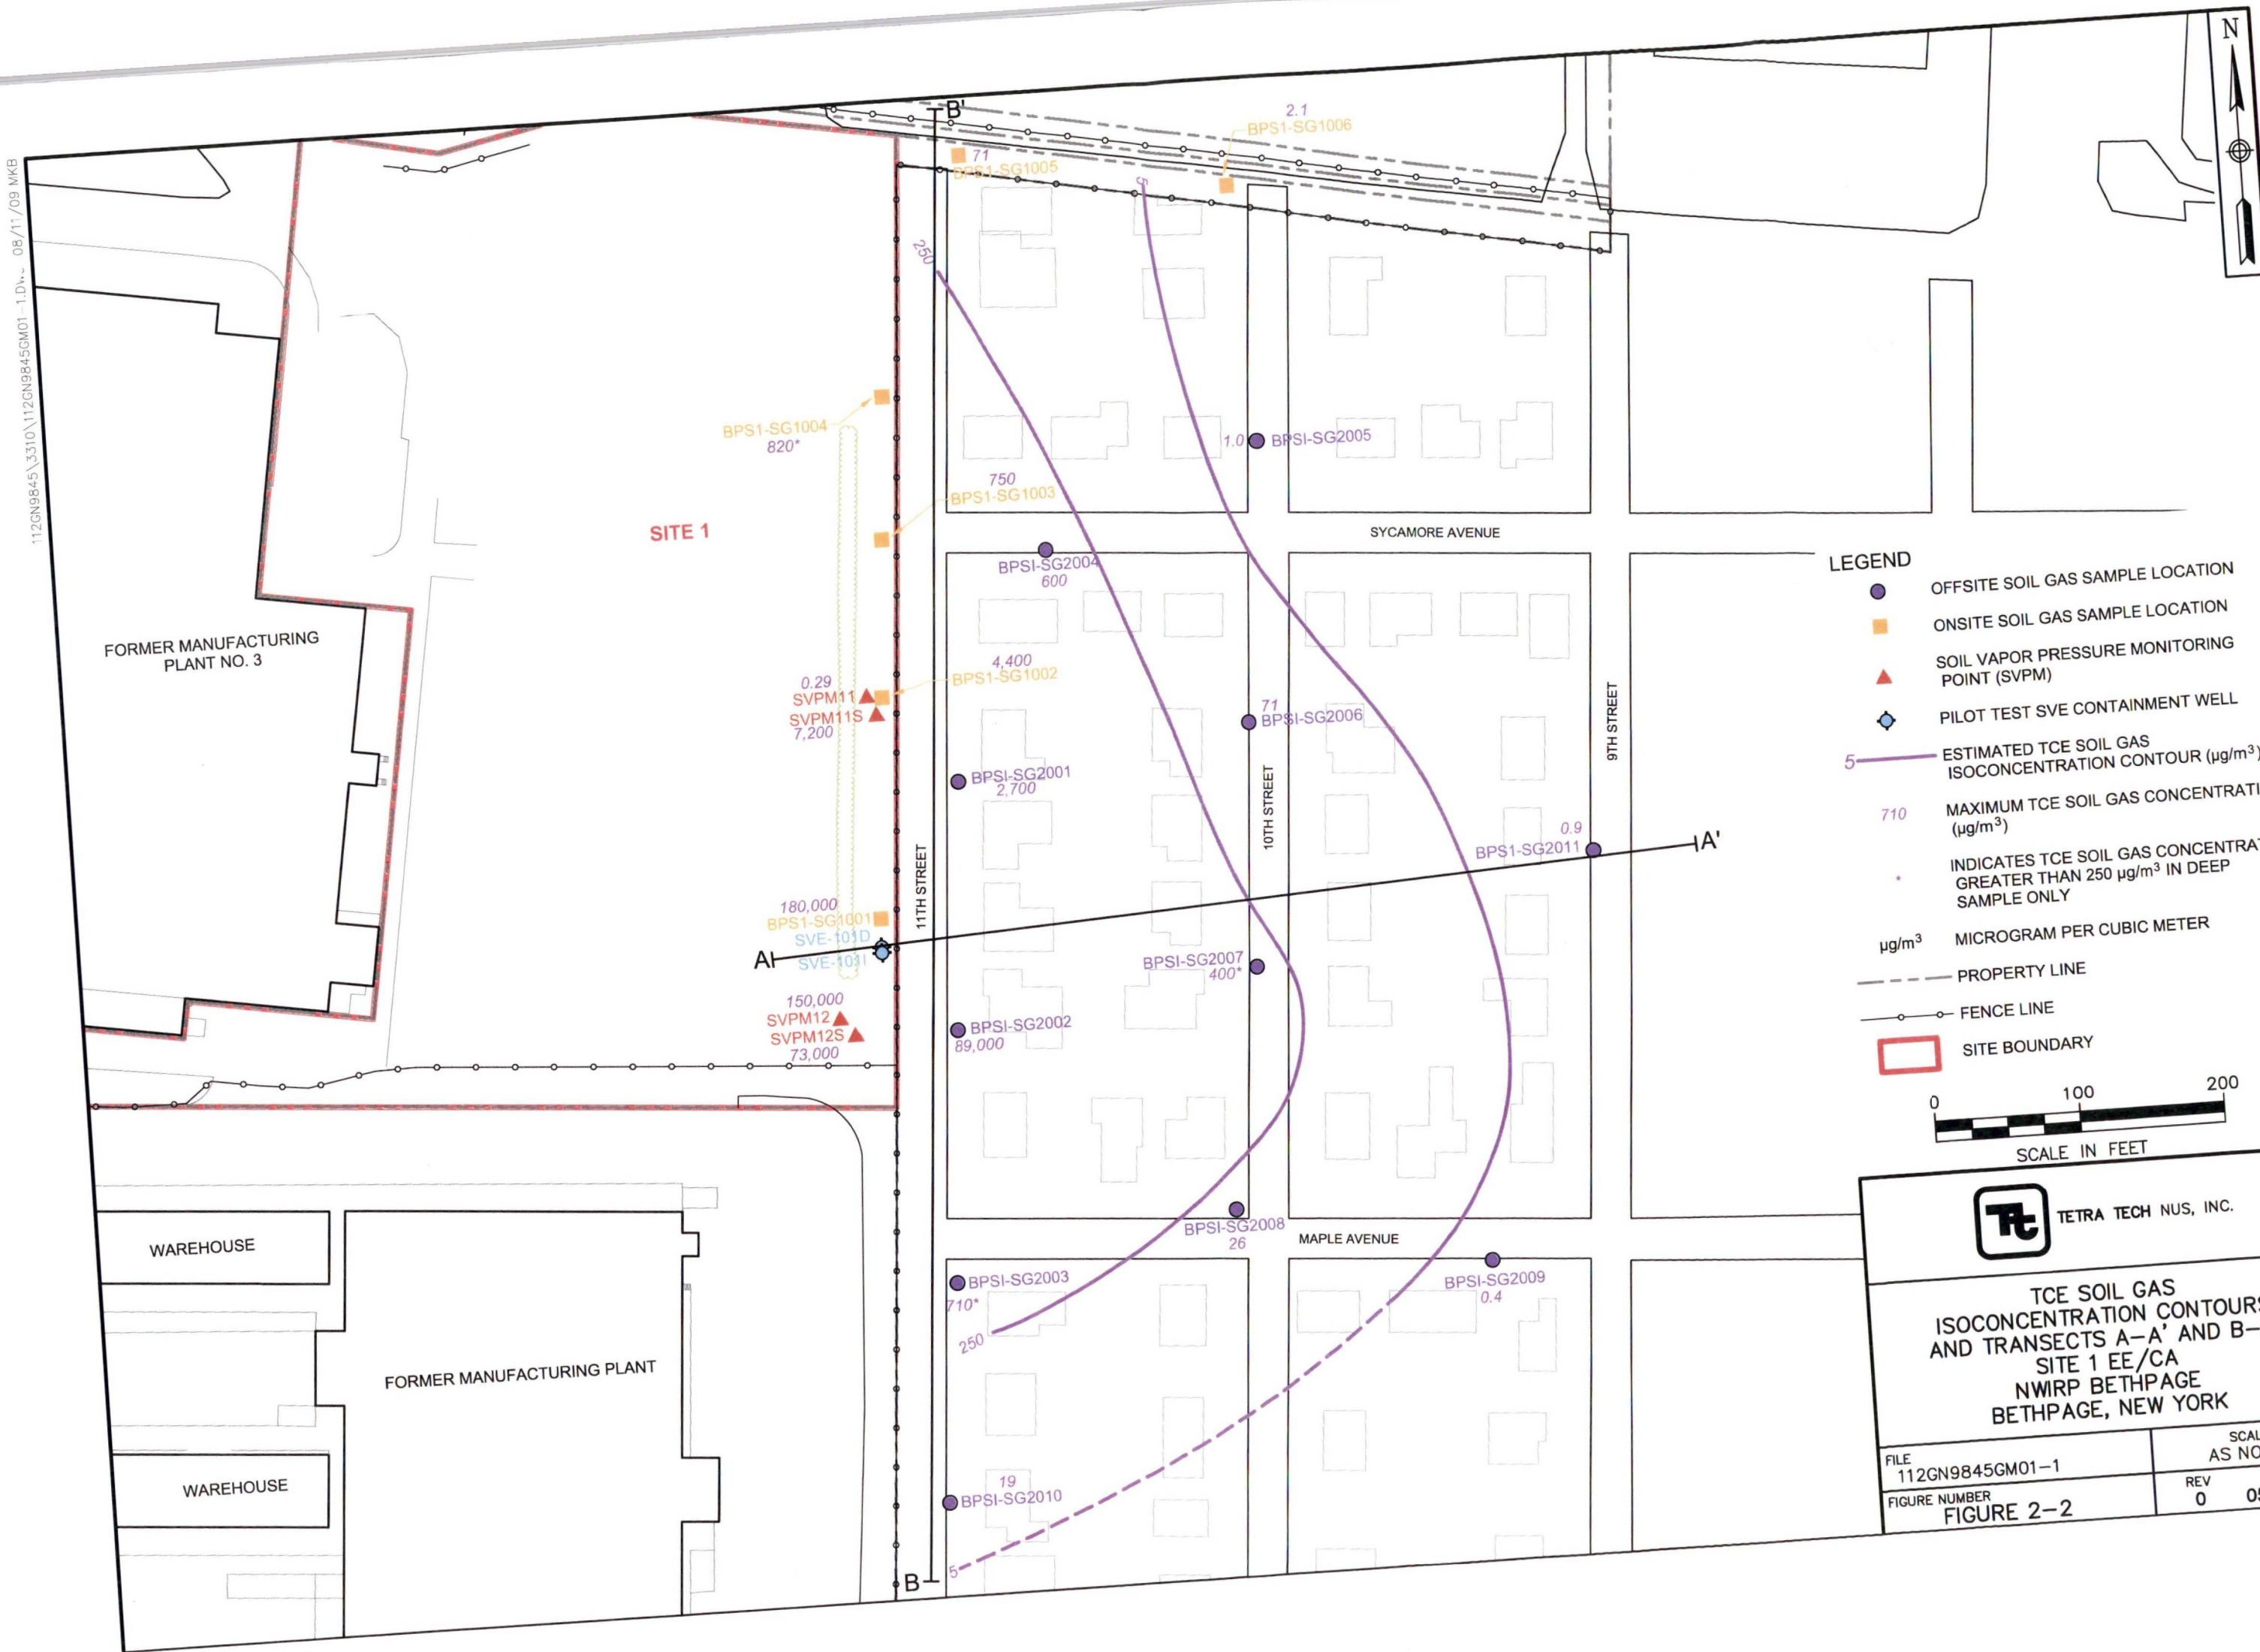 112GN9845\3310\112GN9845GM01-1.DW 08/11/09 MKB
N
B'
2.1
BPS1-SG1006
71
BPS1-SG1005
5
250
BPS1-SG1004
820*
1.0
BPSI-SG2005
750
BPS1-SG1003
SITE 1
SYCAMORE AVENUE
BPSI-SG2004
600
FORMER MANUFACTURING
PLANT NO. 3
4,400
BPS1-SG1002
0.29
SVPM11
SVPM11S
7,200
71
BPSI-SG2006
9TH STREET
BPSI-SG2001
2,700
10TH STREET
11TH STREET
0.9
BPS1-SG2011
A'
180,000
BPS1-SG1001
SVE-101D
SVE-101I
A
BPSI-SG2007
400*
150,000
SVPM12
SVPM12S
73,000
BPSI-SG2002
89,000
BPSI-SG2008
26
MAPLE AVENUE
BPSI-SG2003
710*
250
BPSI-SG2009
0.4
WAREHOUSE
FORMER MANUFACTURING PLANT
WAREHOUSE
19
BPSI-SG2010
5
B
LEGEND
OFFSITE SOIL GAS SAMPLE LOCATION
ONSITE SOIL GAS SAMPLE LOCATION
SOIL VAPOR PRESSURE MONITORING
POINT (SVPM)
PILOT TEST SVE CONTAINMENT WELL
5
ESTIMATED TCE SOIL GAS
ISOCONCENTRATION CONTOUR (µg/m³)
710
MAXIMUM TCE SOIL GAS CONCENTRATI
(µg/m³)
*
INDICATES TCE SOIL GAS CONCENTRAT
GREATER THAN 250 µg/m³ IN DEEP
SAMPLE ONLY
µg/m³
MICROGRAM PER CUBIC METER
PROPERTY LINE
FENCE LINE
SITE BOUNDARY
0 100 200
SCALE IN FEET
Tt
TETRA TECH NUS, INC.
TCE SOIL GAS
ISOCONCENTRATION CONTOURS
AND TRANSECTS A-A' AND B-
SITE 1 EE/CA
NWIRP BETHPAGE
BETHPAGE, NEW YORK
FILE
112GN9845GM01-1
SCAL
AS NO
FIGURE NUMBER
FIGURE 2-2
REV
0
05